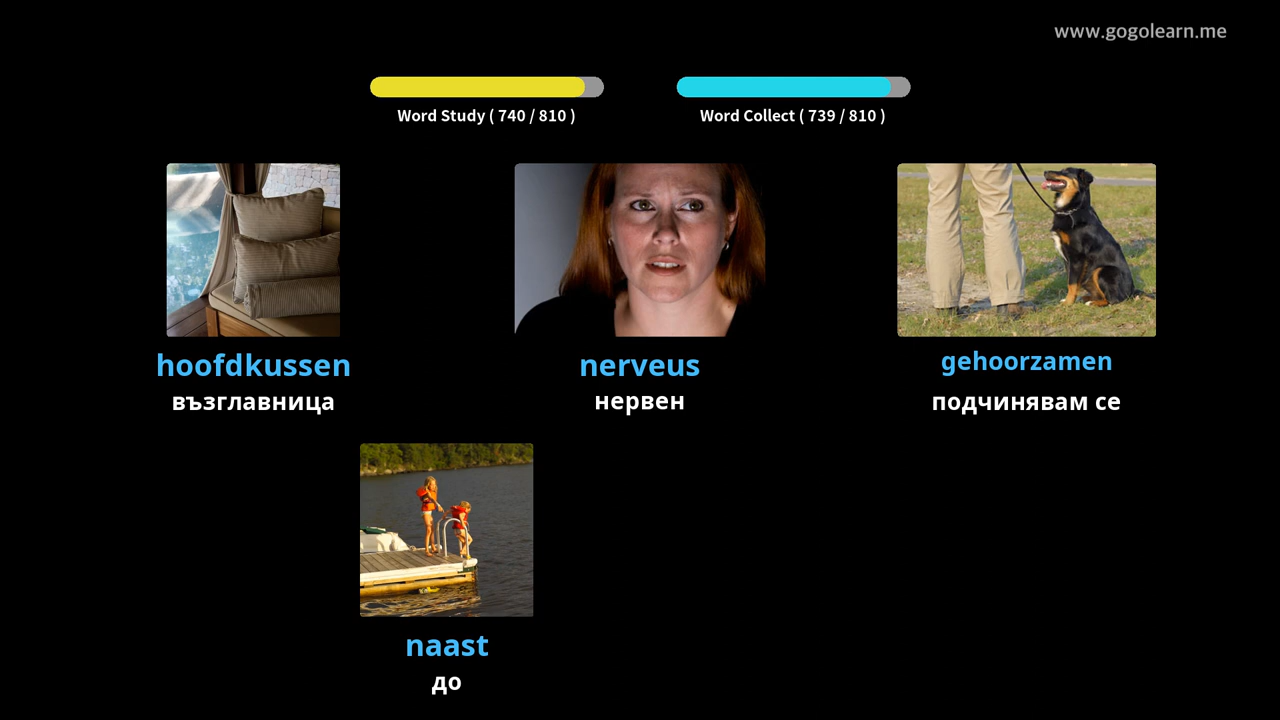 www.gogolearn.me
Word Study ( 740 / 810 )
Word Collect ( 739 / 810 )
hoofdkussen
възглавница
nerveus
нервен
gehoorzamen
подчинявам се
naast
до